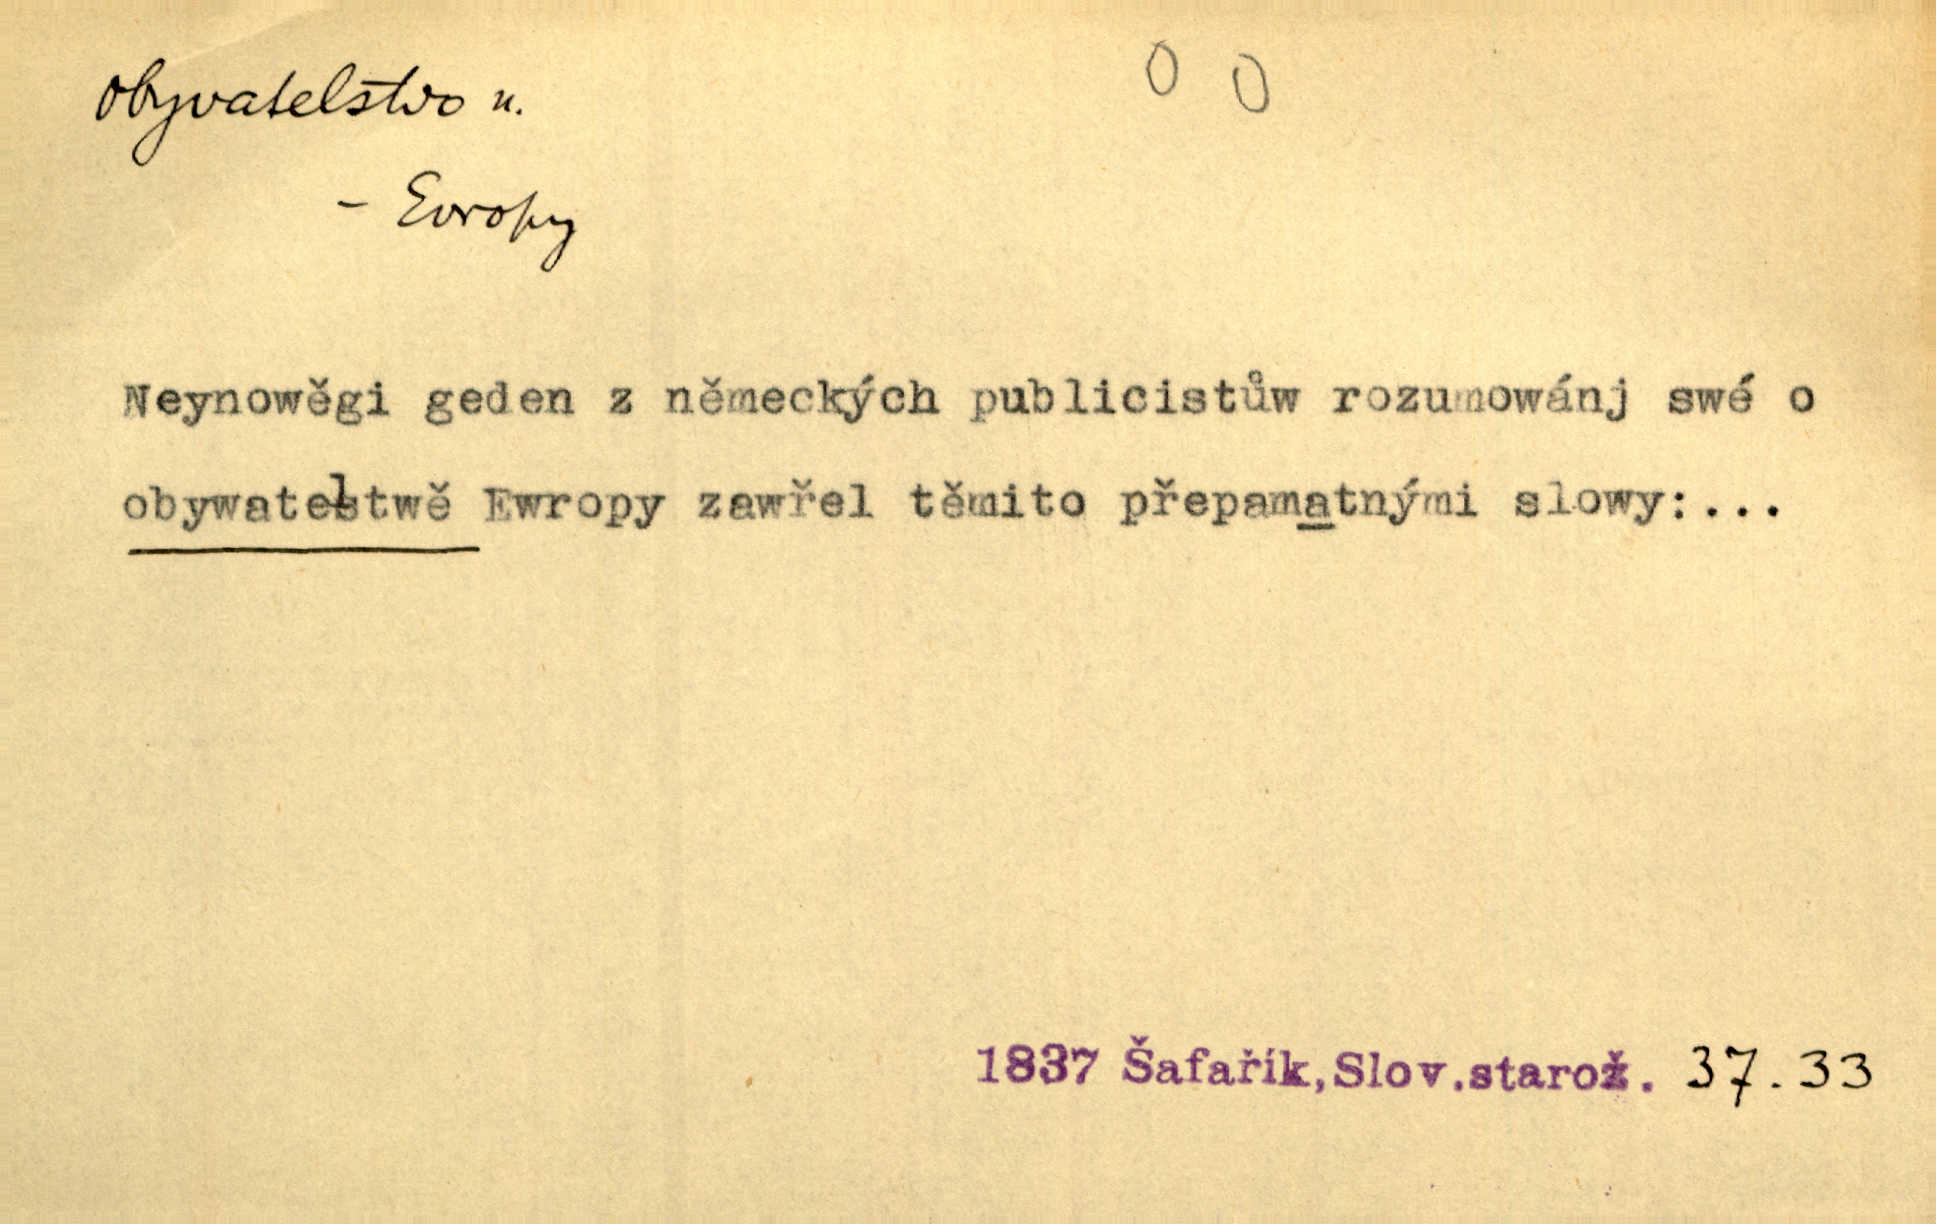 obyvatelstvo n.
0 0
- Evropy
Neynowěgi geden z německých publicistůw rozumowánj swé o
obywatelstwě Ewropy zawřel těmito přepamatnými slowy:...
1837 Šafařík,Slov.starož. 37.33